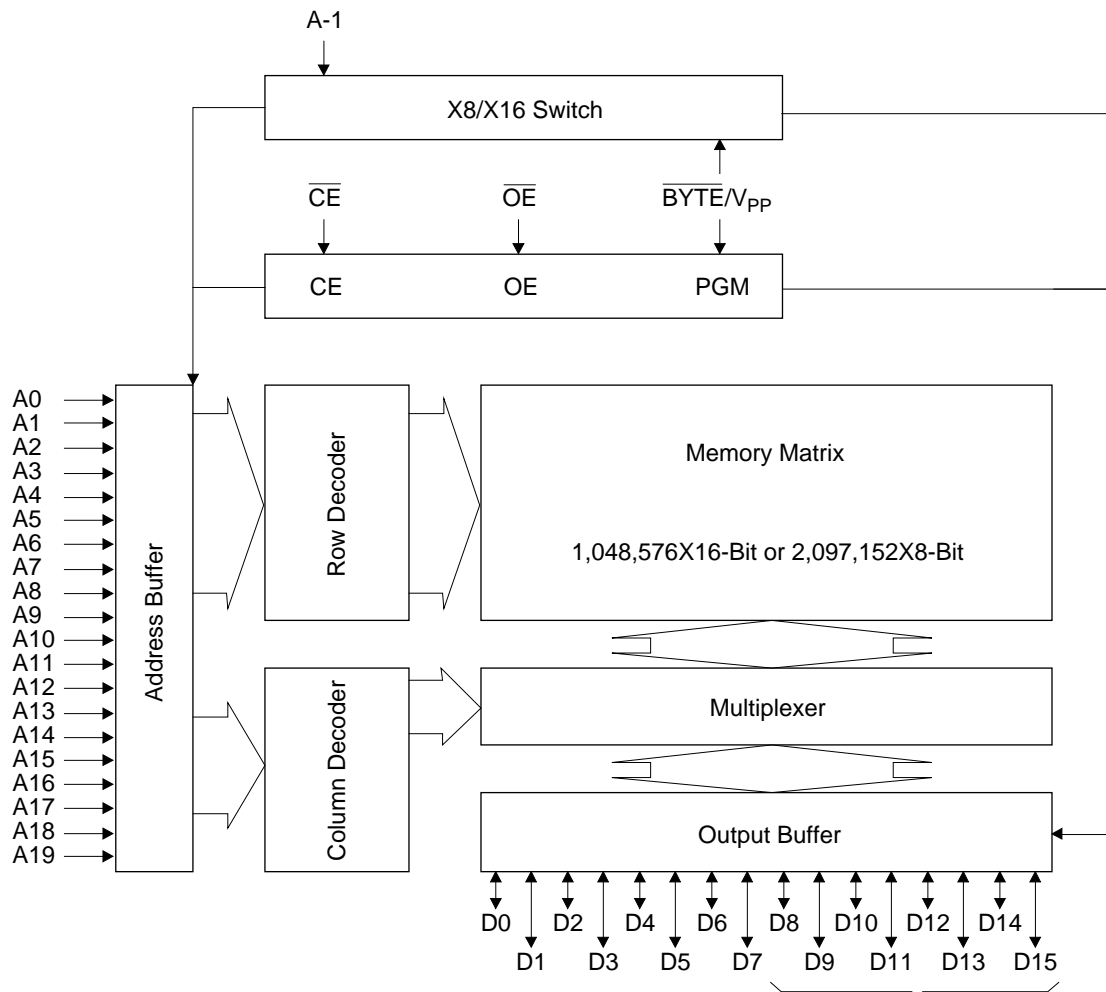 A-1
X8/X16 Switch
C̅E̅ O̅E̅ B̅Y̅T̅E̅/VPP
CE OE PGM
A0
A1
A2
A3
A4
A5
A6
A7
A8
A9
A10
A11
A12
A13
A14
A15
A16
A17
A18
A19
Address Buffer
Row Decoder
Memory Matrix
1,048,576X16-Bit or 2,097,152X8-Bit
Column Decoder
Multiplexer
Output Buffer
D0 D2 D4 D6 D8 D10 D12 D14
D1 D3 D5 D7 D9 D11 D13 D15